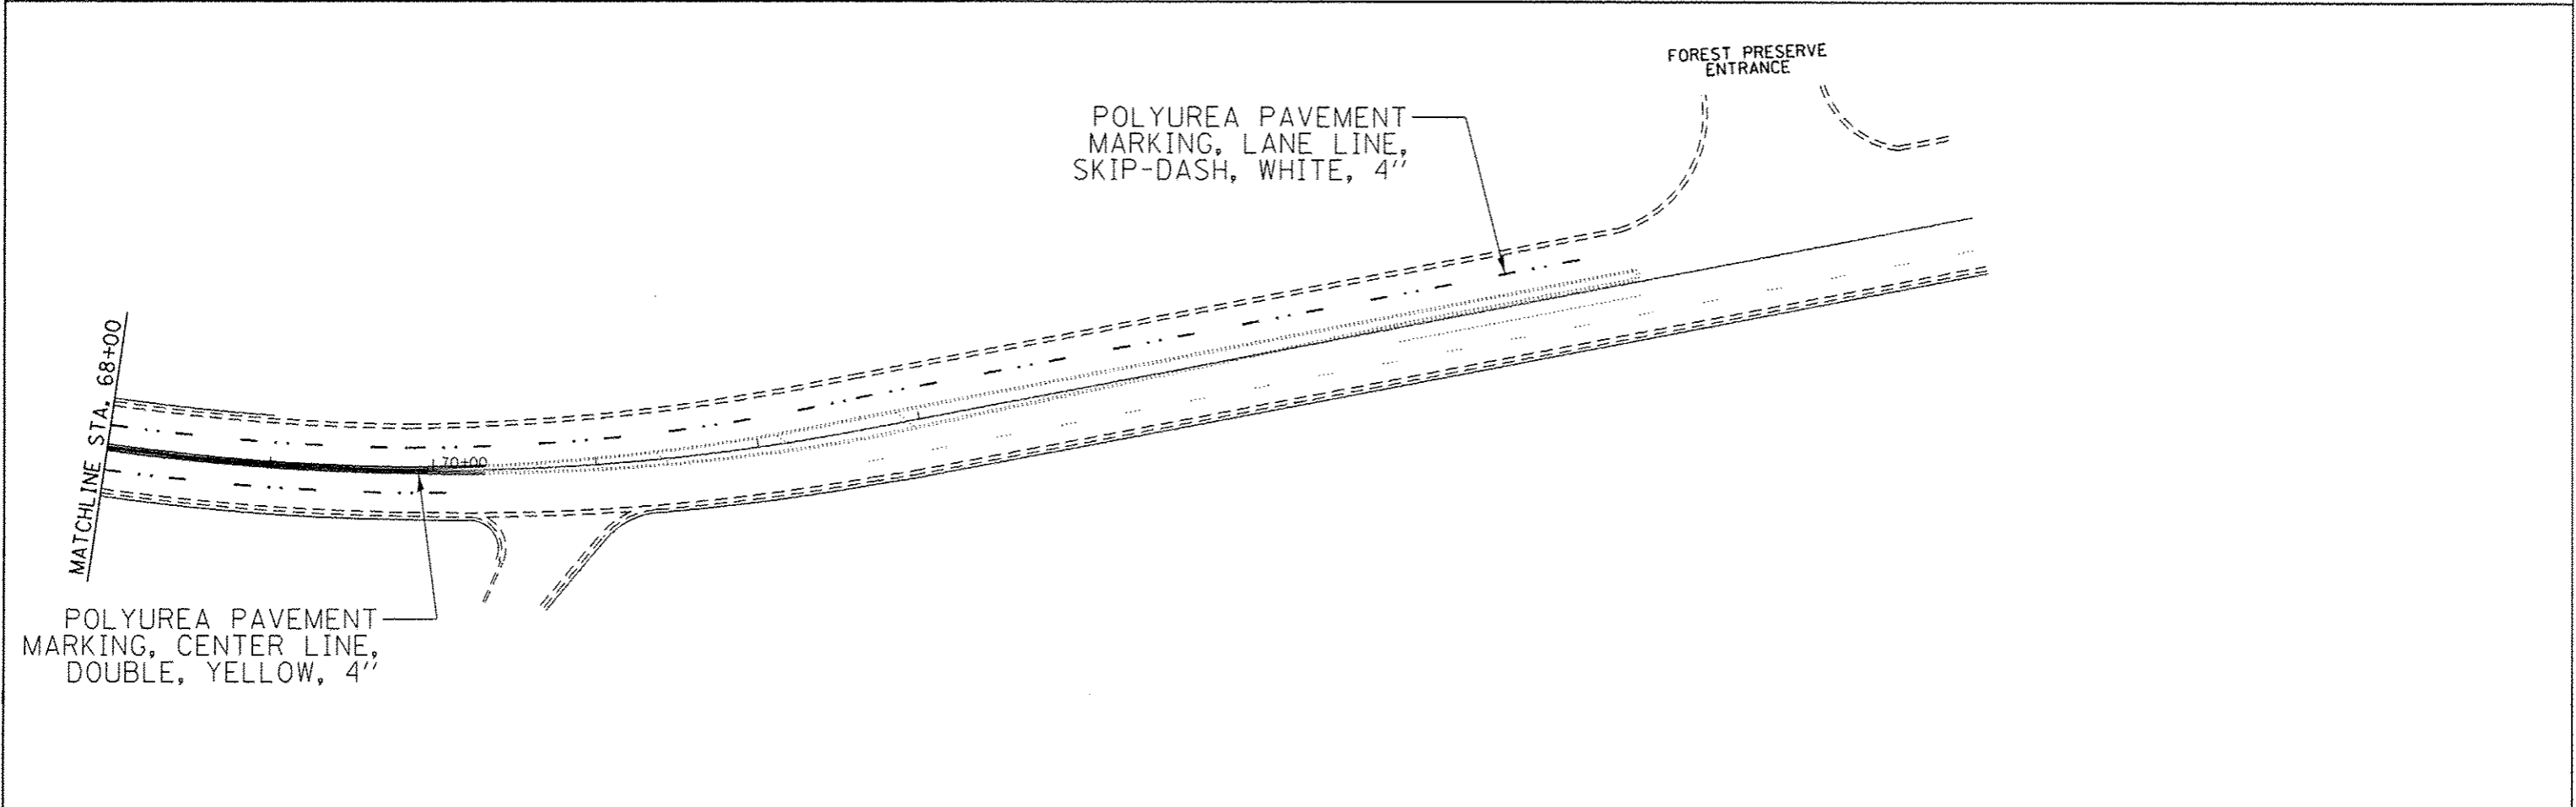 FOREST PRESERVE
ENTRANCE
POLYUREA PAVEMENT
MARKING, LANE LINE,
SKIP-DASH, WHITE, 4''
MATCHLINE STA. 68+00
70+00
POLYUREA PAVEMENT
MARKING, CENTER LINE,
DOUBLE, YELLOW, 4''